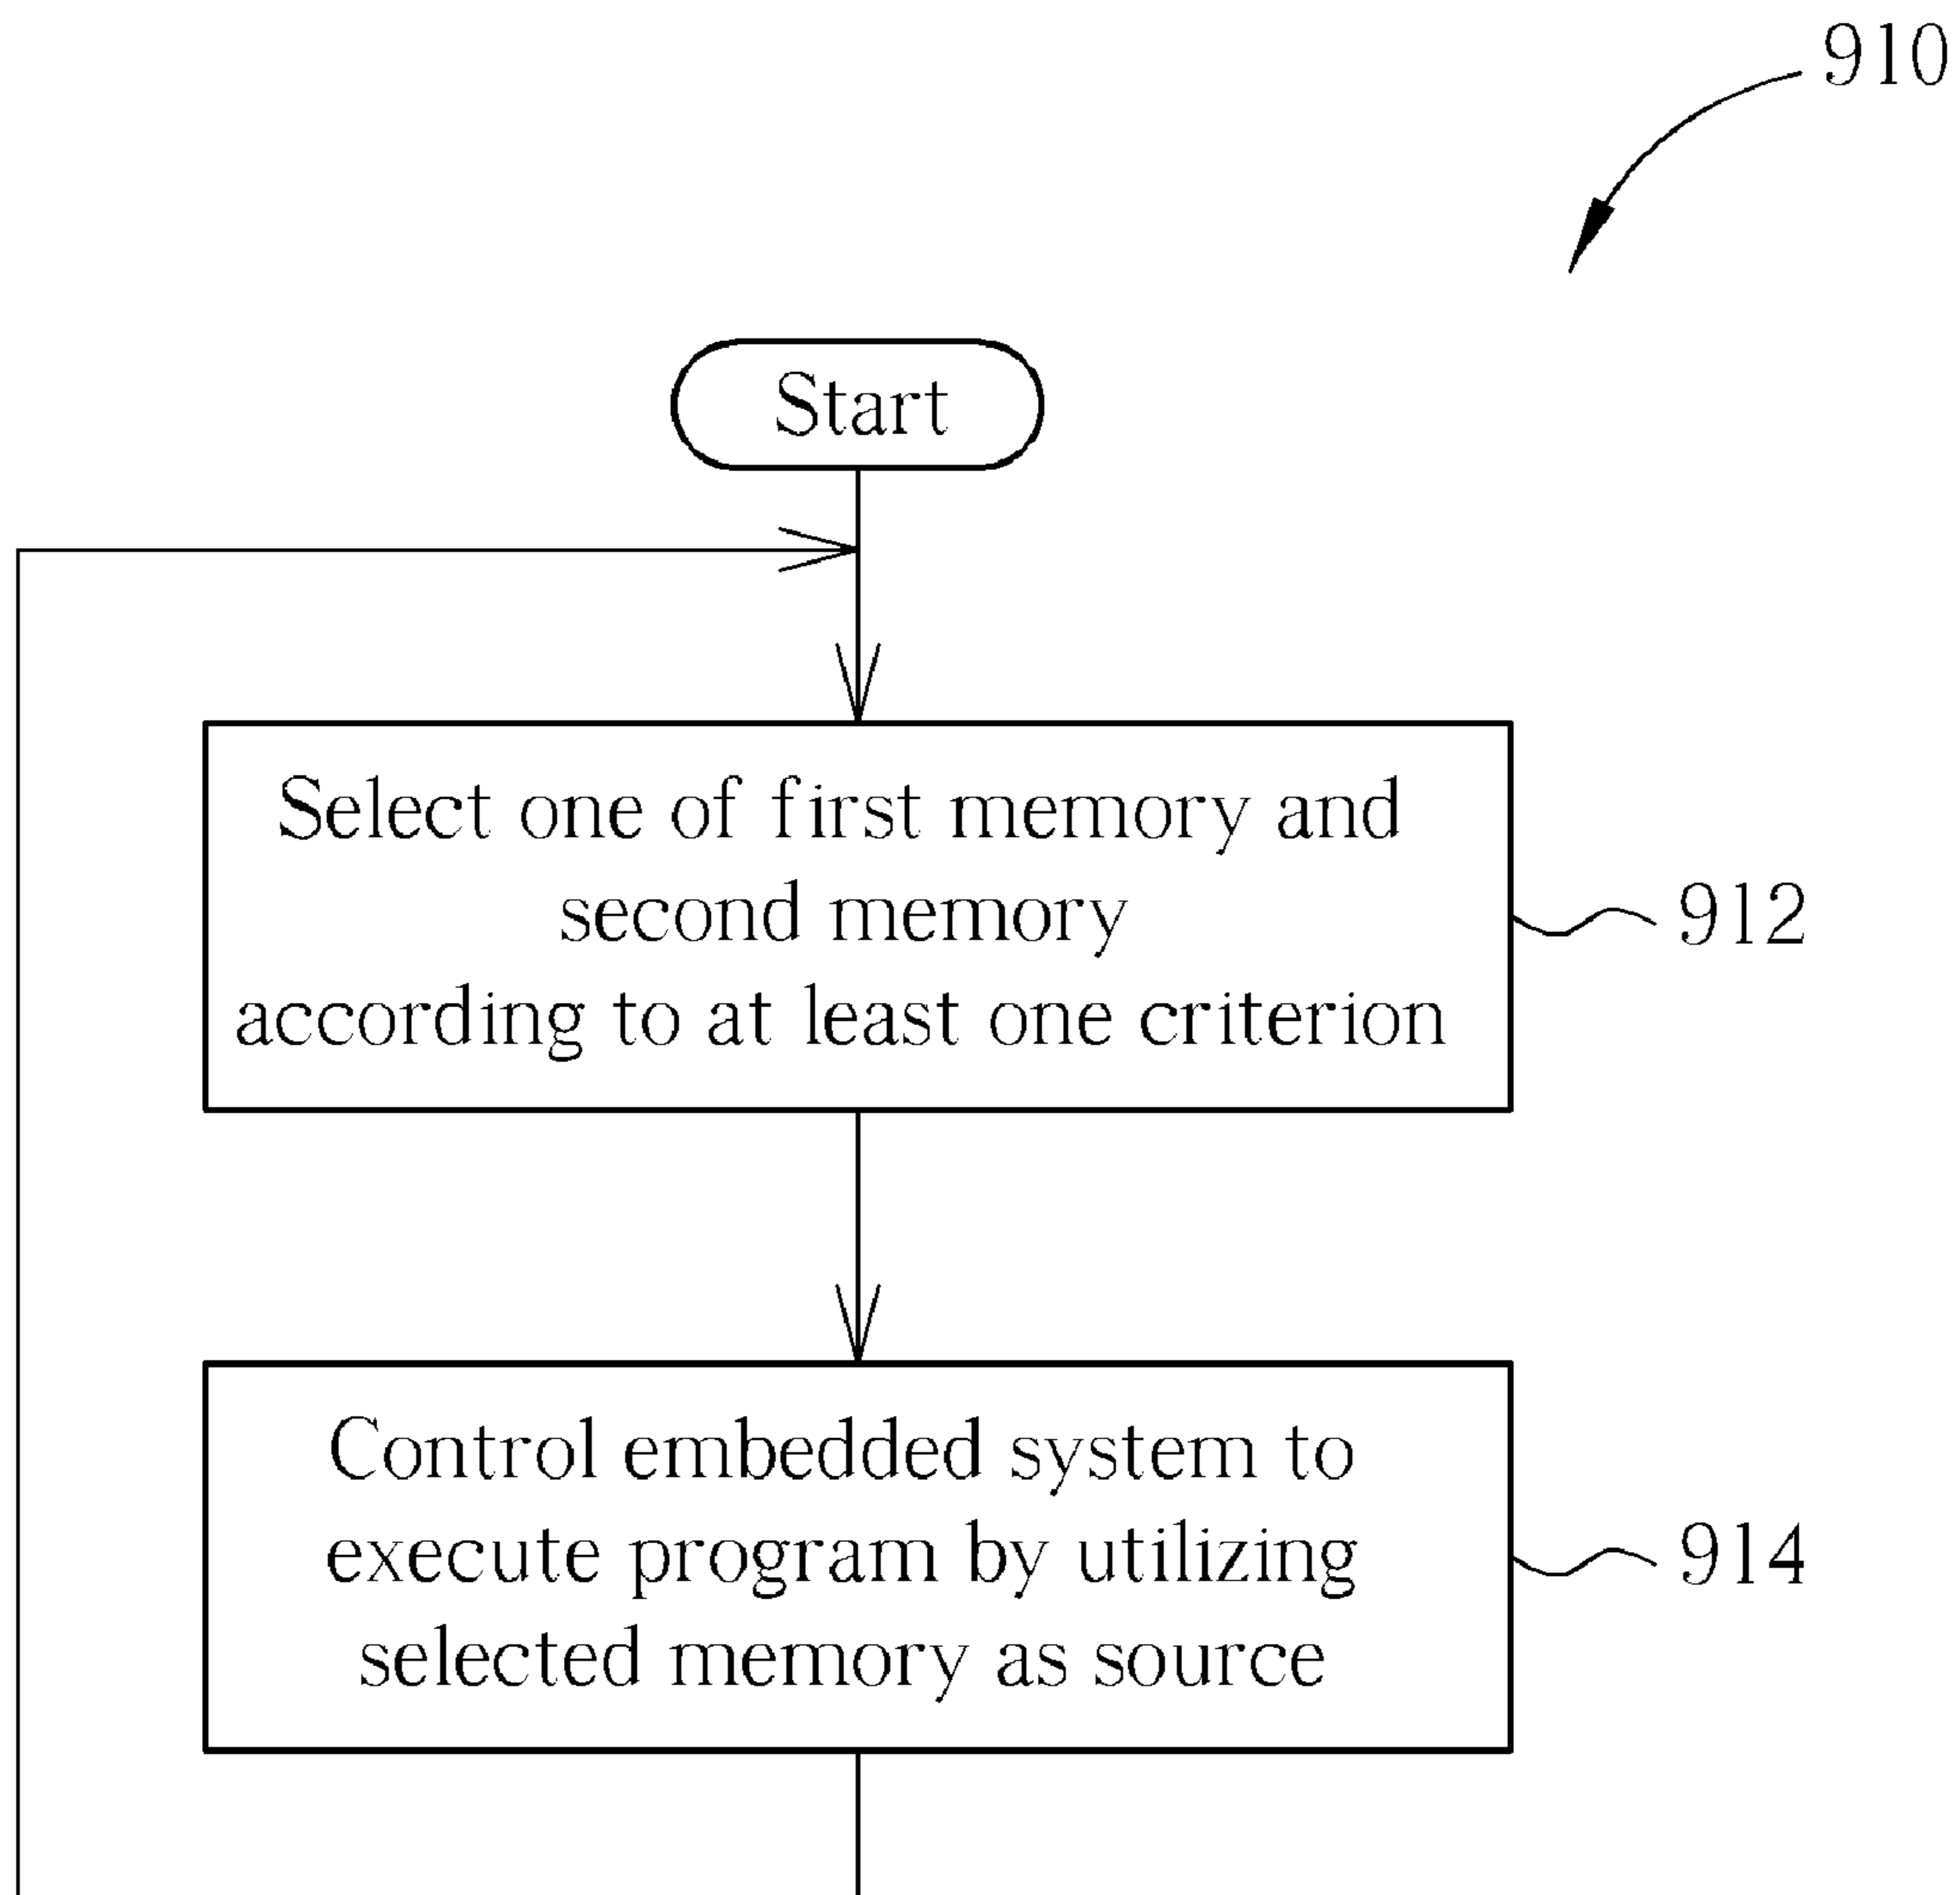 910
Start
Select one of first memory and
second memory
according to at least one criterion
912
Control embedded system to
execute program by utilizing
selected memory as source
914